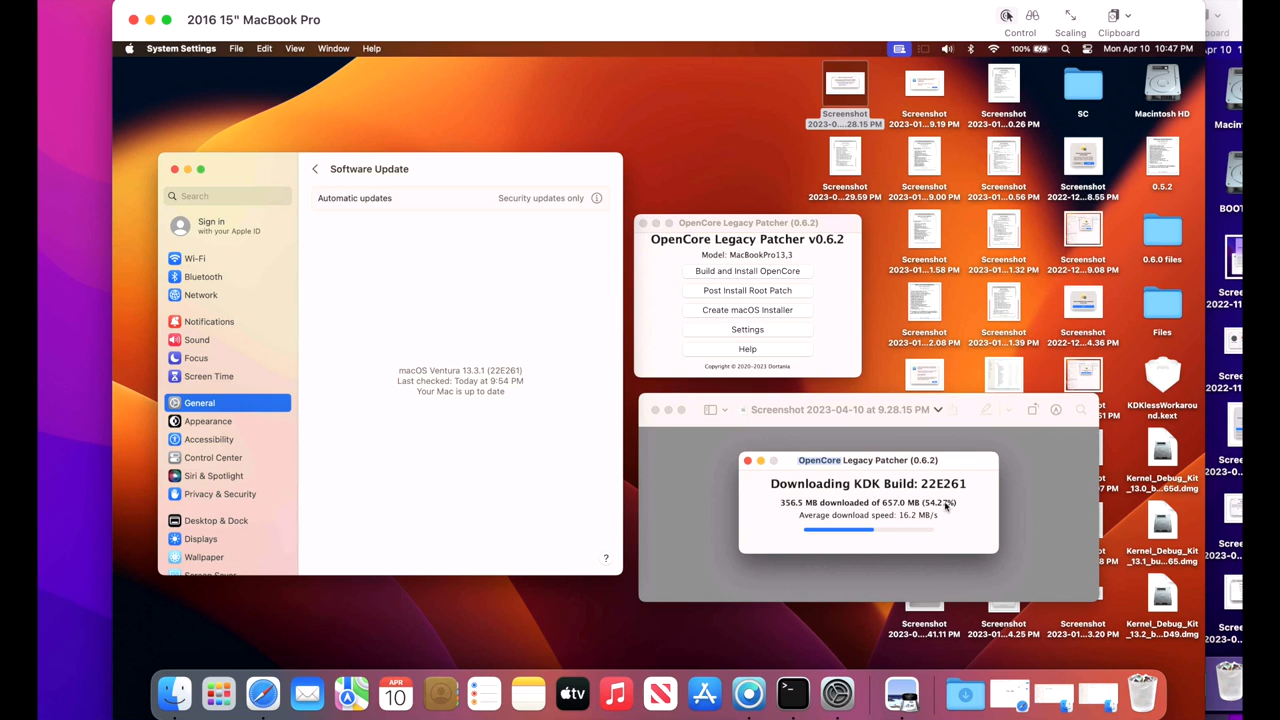 2016 15" MacBook Pro
Control
Scaling
Clipboard
System Settings File Edit View Window Help
100%
Mon Apr 10 10:47 PM
Screenshot
2023-0....28.15 PM
Screenshot
2023-01...9.19 PM
Screenshot
2023-01...0.26 PM
SC
Macintosh HD
Screenshot
2023-0...29.59 PM
Screenshot
2023-01...9.00 PM
Screenshot
2023-01...0.56 PM
Screenshot
2022-12...8.55 PM
0.5.2
Screenshot
2023-01...1.58 PM
Screenshot
2023-01...1.32 PM
Screenshot
2022-12...9.08 PM
0.6.0 files
Screenshot
2023-01...2.08 PM
Screenshot
2023-01...1.39 PM
Screenshot
2022-12...4.36 PM
Files
KDKlessWorkarou
nd.kext
Kernel_Debug_Kit
_13.0_b...65d.dmg
Kernel_Debug_Kit
_13.1_bu...65.dmg
Screenshot
2023-0...41.11 PM
Screenshot
2023-01...4.25 PM
Screenshot
2023-01...3.20 PM
Kernel_Debug_Kit
_13.2_b...D49.dmg
Software Update
Search
Automatic updates
Security updates only
Sign in
with your Apple ID
Wi-Fi
Bluetooth
Network
Notifications
Sound
Focus
Screen Time
General
Appearance
Accessibility
Control Center
Siri & Spotlight
Privacy & Security
Desktop & Dock
Displays
Wallpaper
macOS Ventura 13.3.1 (22E261)
Last checked: Today at 9:54 PM
Your Mac is up to date
?
OpenCore Legacy Patcher (0.6.2)
OpenCore Legacy Patcher v0.6.2
Model: MacBookPro13,3
Build and Install OpenCore
Post Install Root Patch
Create macOS Installer
Settings
Help
Copyright © 2020-2023 Dortania
Screenshot 2023-04-10 at 9.28.15 PM
OpenCore Legacy Patcher (0.6.2)
Downloading KDK Build: 22E261
356.5 MB downloaded of 657.0 MB (54.27%)
Average download speed: 16.2 MB/s
APR
10
tv